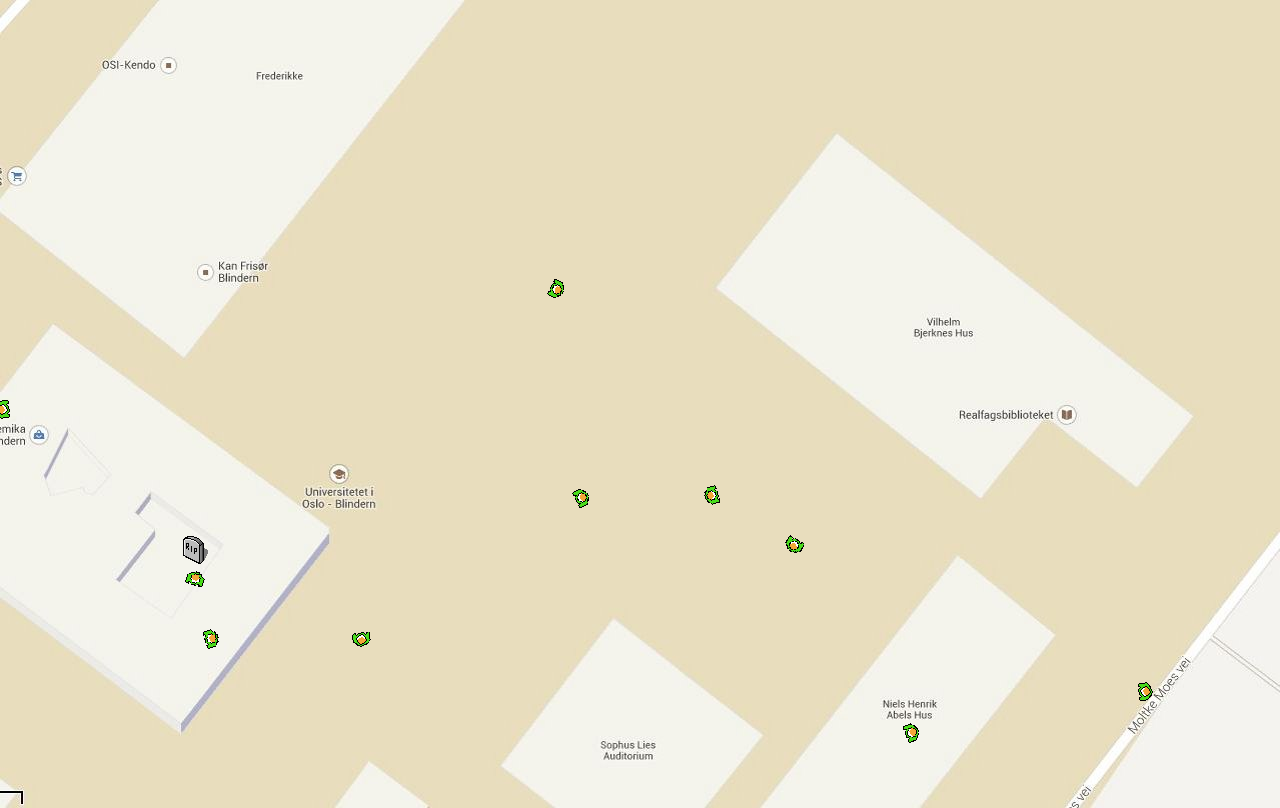 OSI-Kendo
Frederikke
Kan Frisør
Blindern
Vilhelm
Bjerknes Hus
Realfagsbiblioteket
emika
ndern
Universitetet i
Oslo - Blindern
RIP
Moltke Moes vei
Niels Henrik
Abels Hus
Sophus Lies
Auditorium
s vei